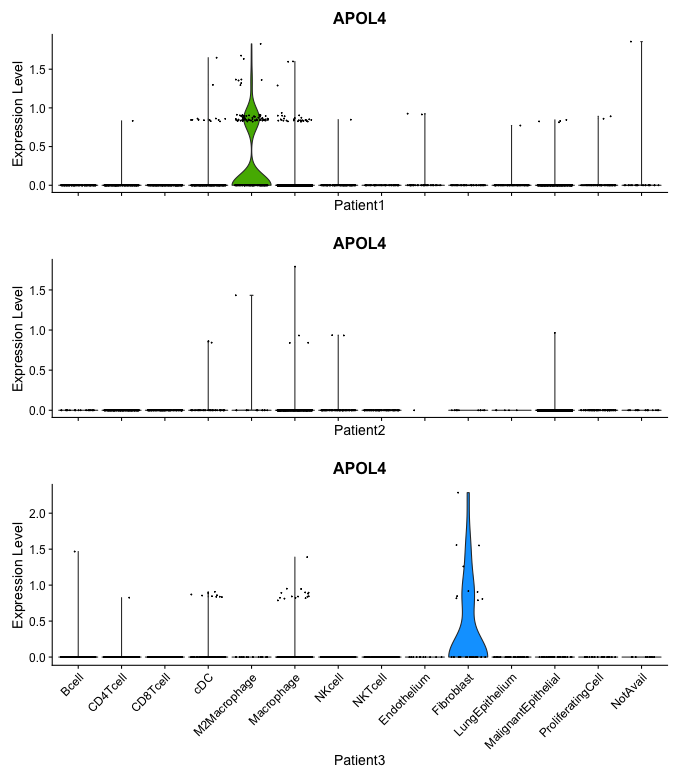 APOL4
Expression Level
1.5
1.0
0.5
0.0
Patient1
APOL4
Expression Level
1.5
1.0
0.5
0.0
Patient2
APOL4
Expression Level
2.0
1.5
1.0
0.5
0.0
Bcell
CD4Tcell
CD8Tcell
cDC
M2Macrophage
Macrophage
NKcell
NKTcell
Endothelium
Fibroblast
LungEpithelium
MalignantEpithelial
ProliferatingCell
NotAvail
Patient3